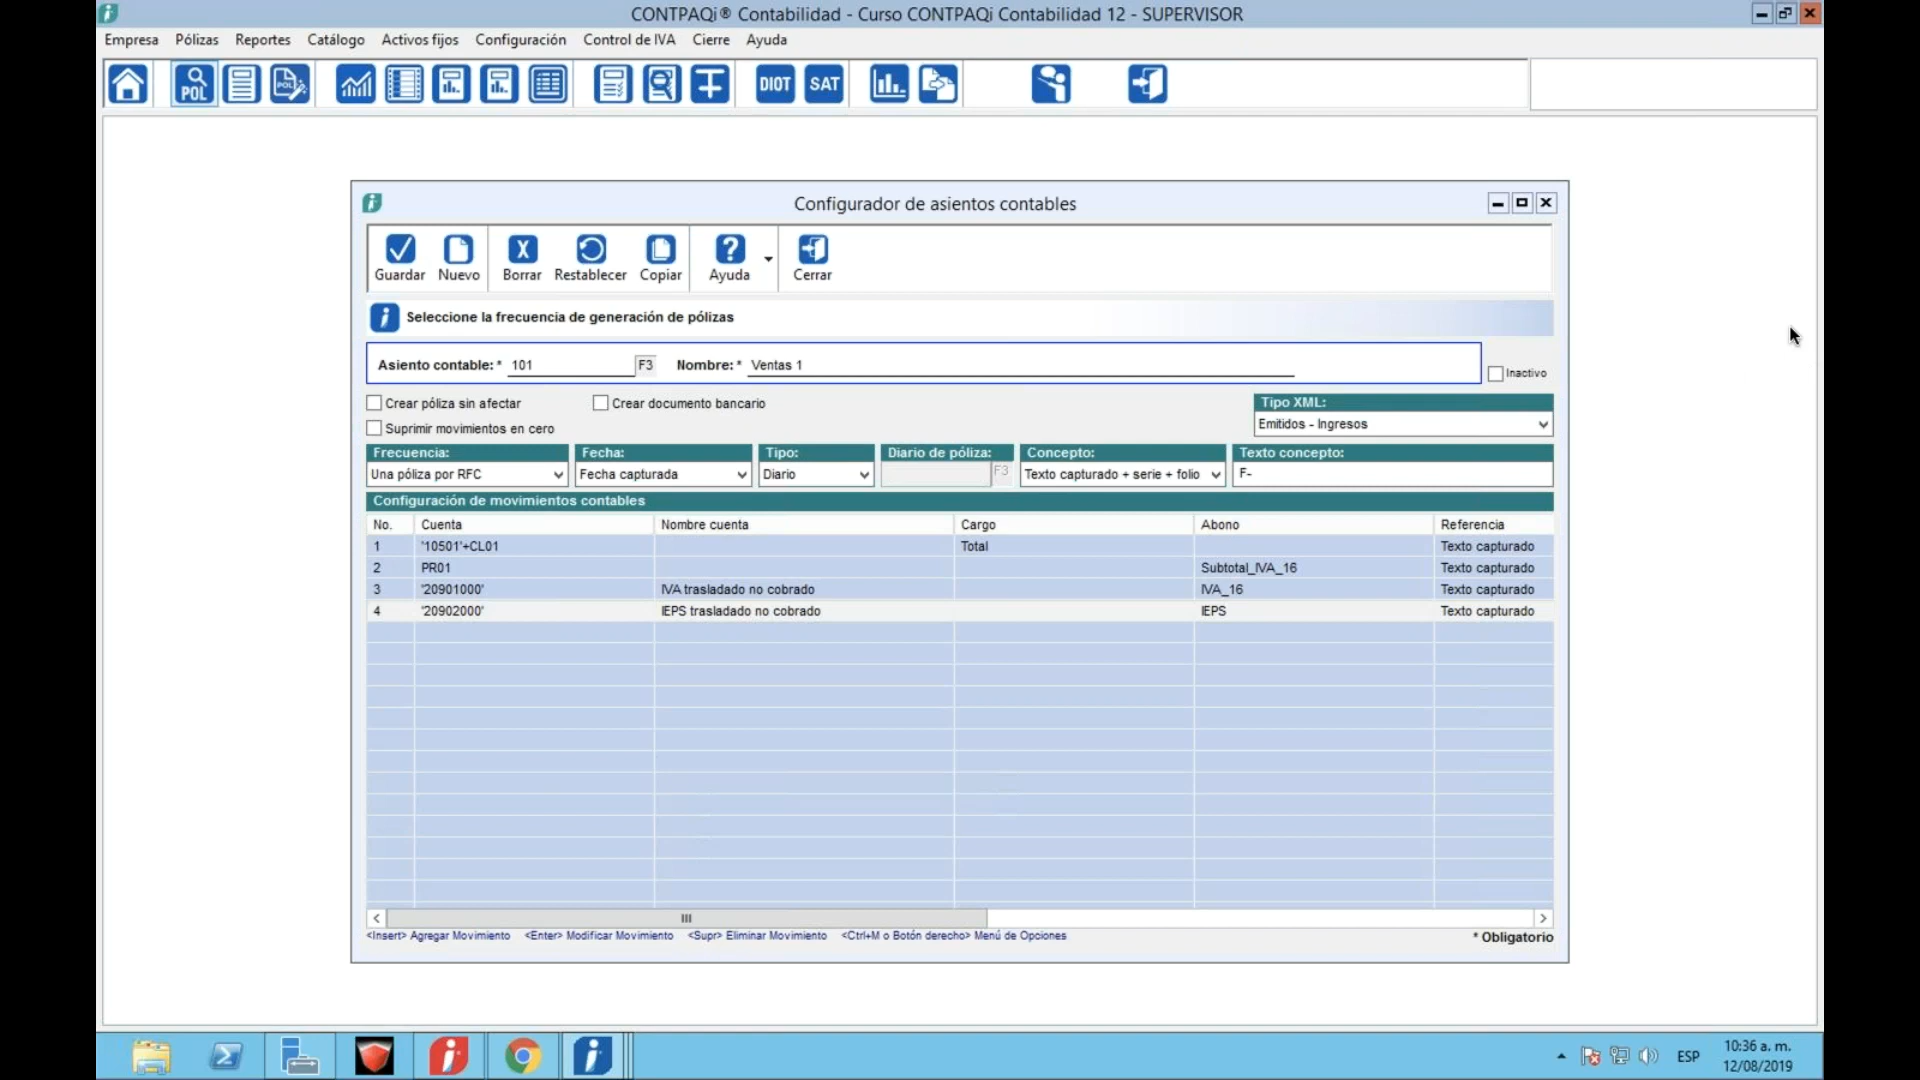 CONTPAQi® Contabilidad - Curso CONTPAQi Contabilidad 12 - SUPERVISOR
Empresa Pólizas Reportes Catálogo Activos fijos Configuración Control de IVA Cierre Ayuda
POL POL DIOT SAT
Configurador de asientos contables
Guardar Nuevo Borrar Restablecer Copiar Ayuda Cerrar
Seleccione la frecuencia de generación de pólizas
Asiento contable: * 101 F3 Nombre: * Ventas 1
Inactivo
Crear póliza sin afectar Crear documento bancario
Tipo XML:
Suprimir movimientos en cero
Emitidos - Ingresos
Frecuencia: Fecha: Tipo: Diario de póliza: Concepto: Texto concepto:
Una póliza por RFC Fecha capturada Diario F3 Texto capturado + serie + folio F-
Configuración de movimientos contables
No. Cuenta Nombre cuenta Cargo Abono Referencia
1 '10501'+CL01 Total Texto capturado
2 PR01 Subtotal_IVA_16 Texto capturado
3 '20901000' IVA trasladado no cobrado IVA_16 Texto capturado
4 '20902000' IEPS trasladado no cobrado IEPS Texto capturado
<Insert> Agregar Movimiento <Enter> Modificar Movimiento <Supr> Eliminar Movimiento <Ctrl+M o Botón derecho> Menú de Opciones
* Obligatorio
ESP
10:36 a. m.
12/08/2019